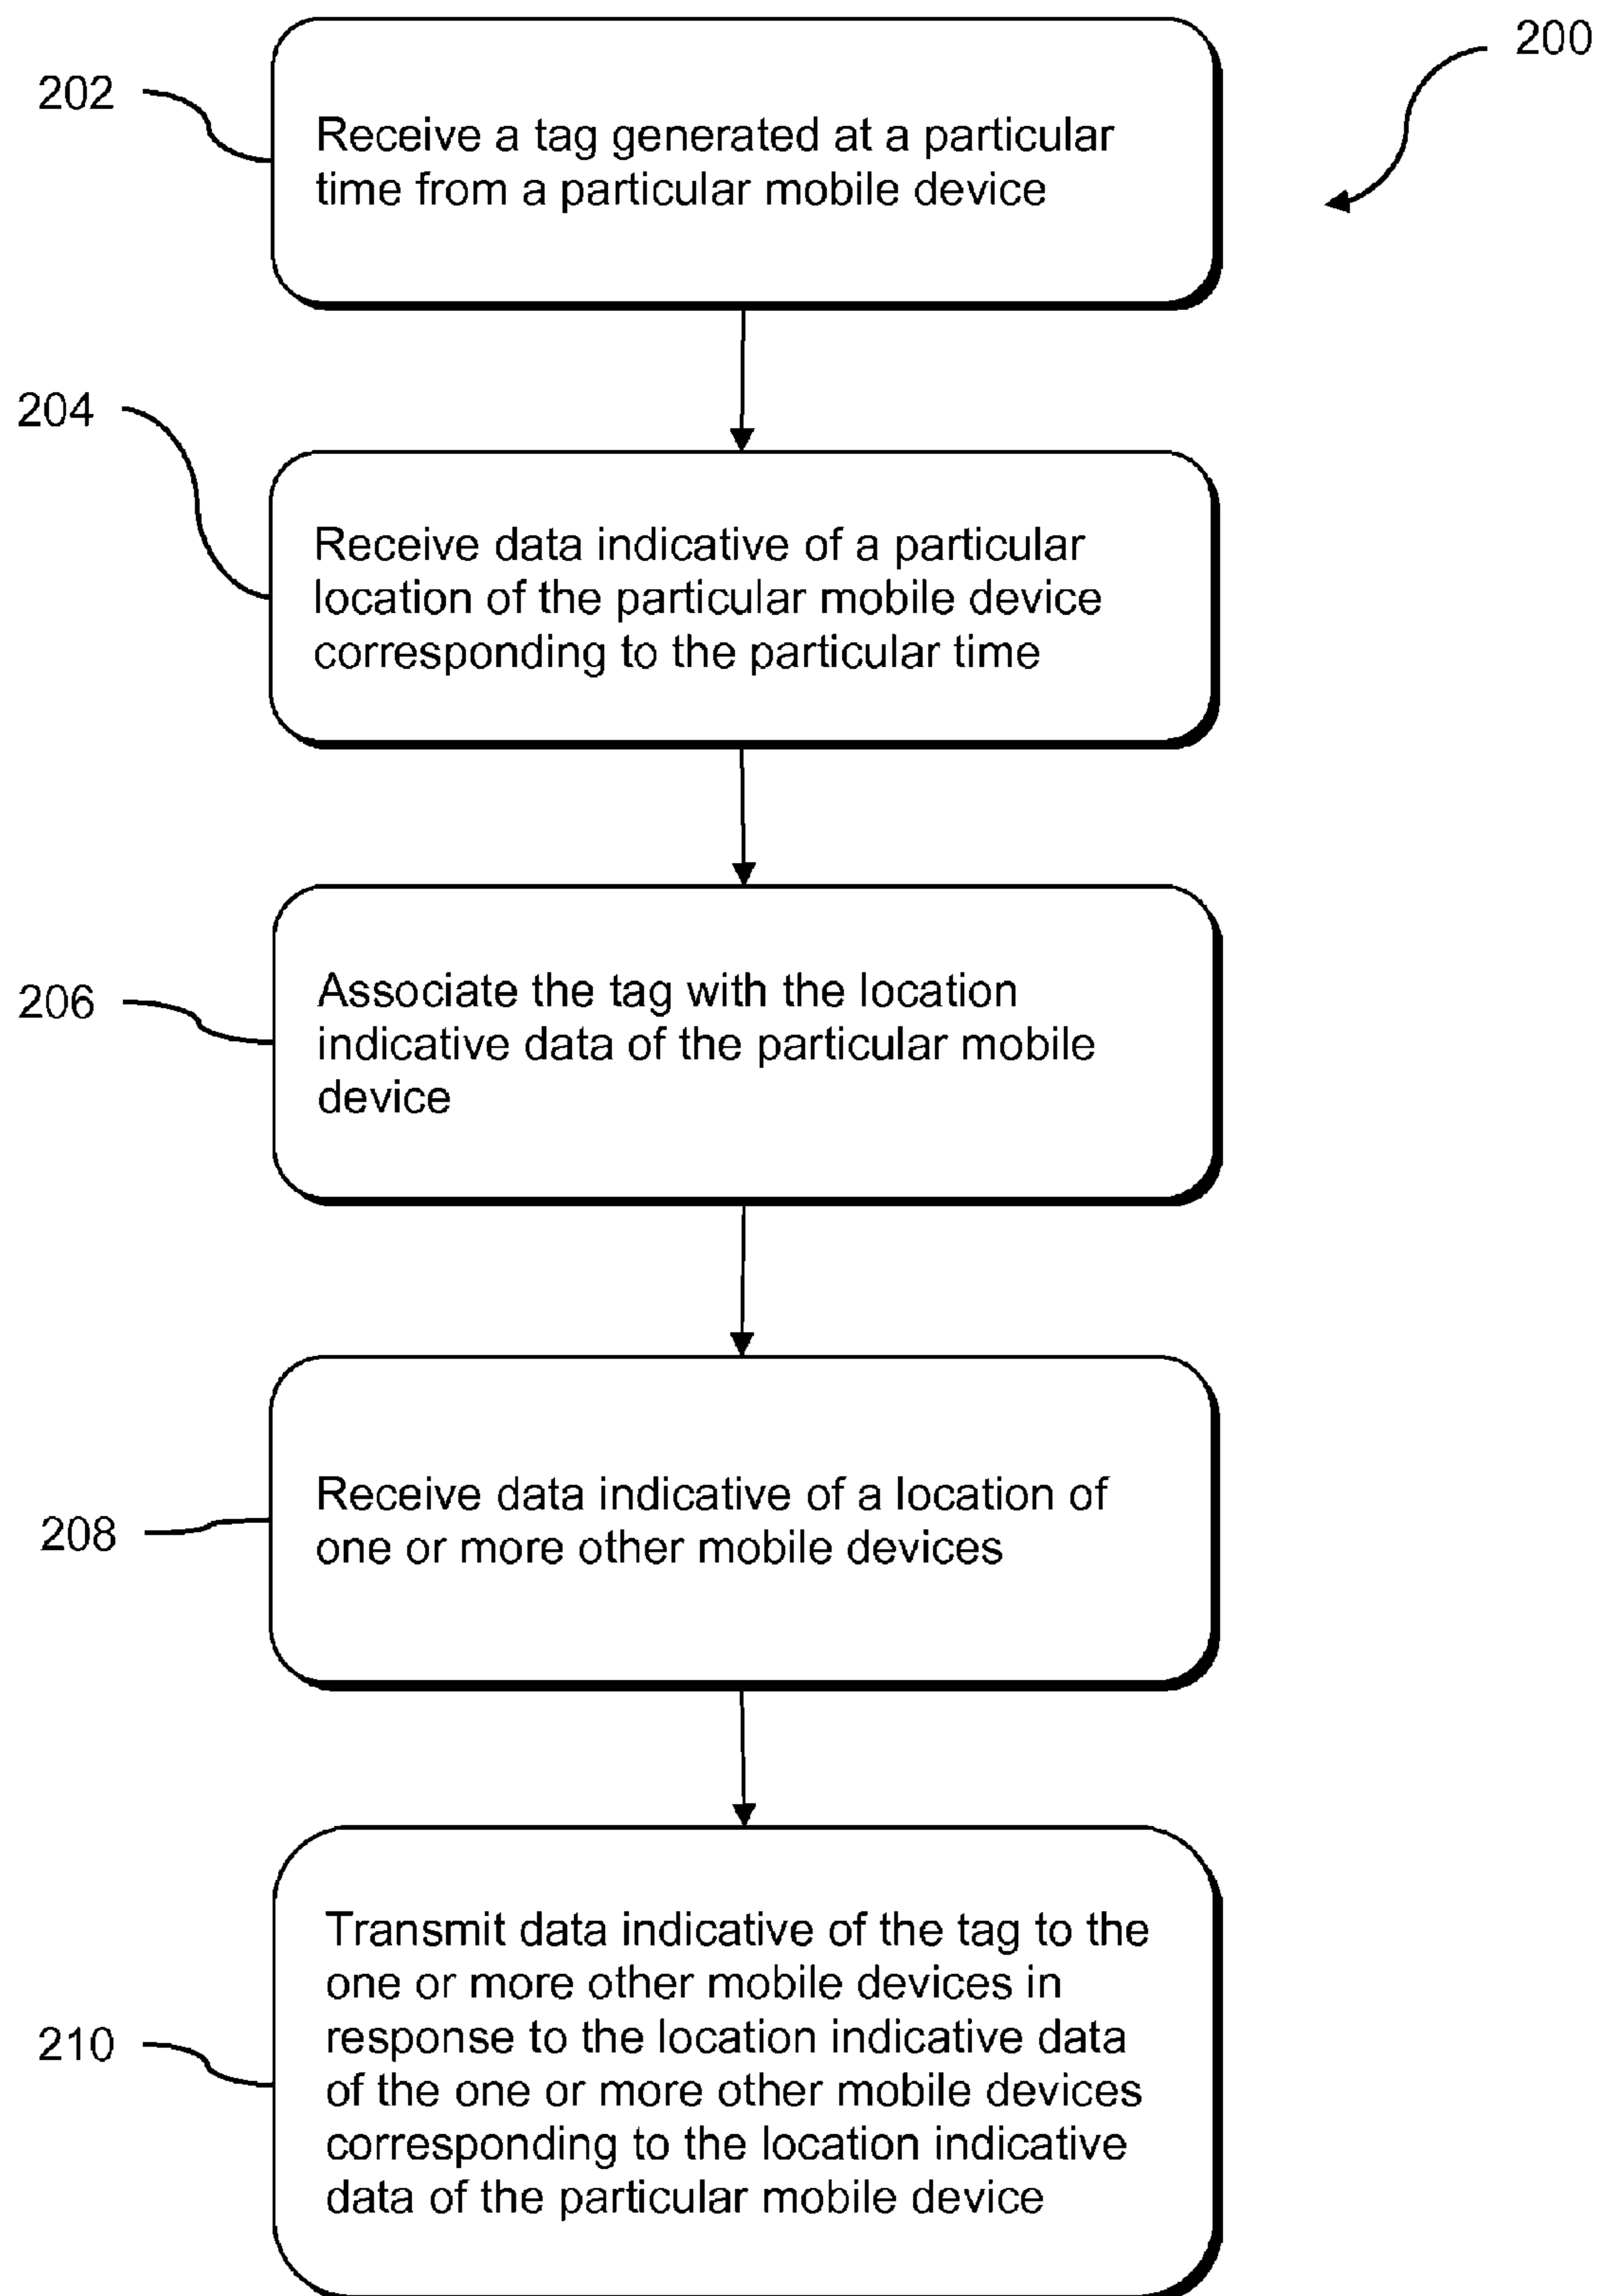 200
202
Receive a tag generated at a particular
time from a particular mobile device
204
Receive data indicative of a particular
location of the particular mobile device
corresponding to the particular time
206
Associate the tag with the location
indicative data of the particular mobile
device
208
Receive data indicative of a location of
one or more other mobile devices
210
Transmit data indicative of the tag to the
one or more other mobile devices in
response to the location indicative data
of the one or more other mobile devices
corresponding to the location indicative
data of the particular mobile device